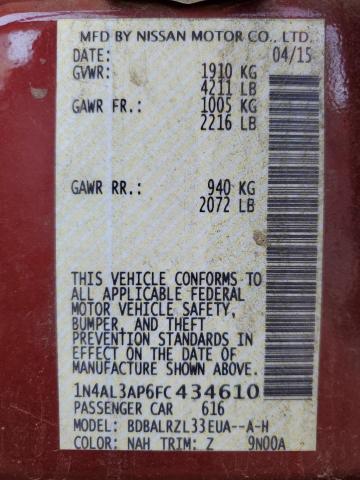 MFD BY NISSAN MOTOR CO., LTD.
DATE: 04/15
GVWR: 1910 KG
4211 LB
GAWR FR.: 1005 KG
2216 LB
GAWR RR.: 940 KG
2072 LB
THIS VEHICLE CONFORMS TO
ALL APPLICABLE FEDERAL
MOTOR VEHICLE SAFETY,
BUMPER, AND THEFT
PREVENTION STANDARDS IN
EFFECT ON THE DATE OF
MANUFACTURE SHOWN ABOVE.
1N4AL3AP6FC434610
PASSENGER CAR 616
MODEL: BDBALRZL33EUA--A-H
COLOR: NAH TRIM: Z 9N00A